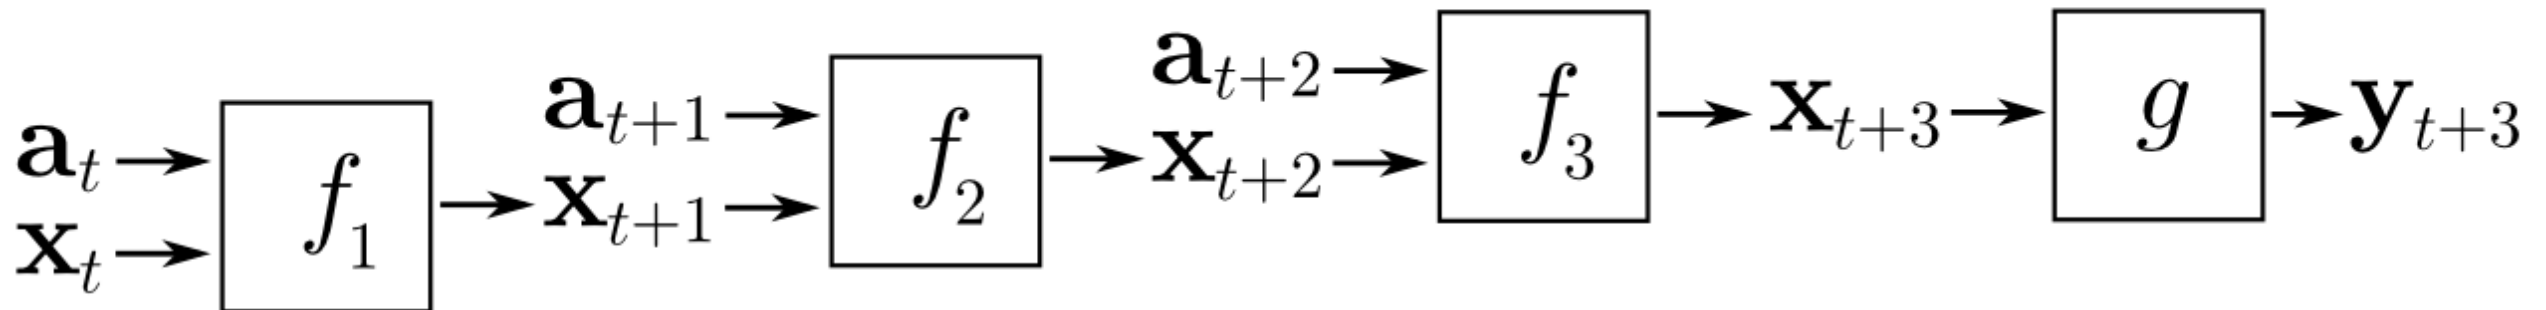 a_t
x_t
f_1
a_{t+1}
x_{t+1}
f_2
a_{t+2}
x_{t+2}
f_3
x_{t+3}
g
y_{t+3}